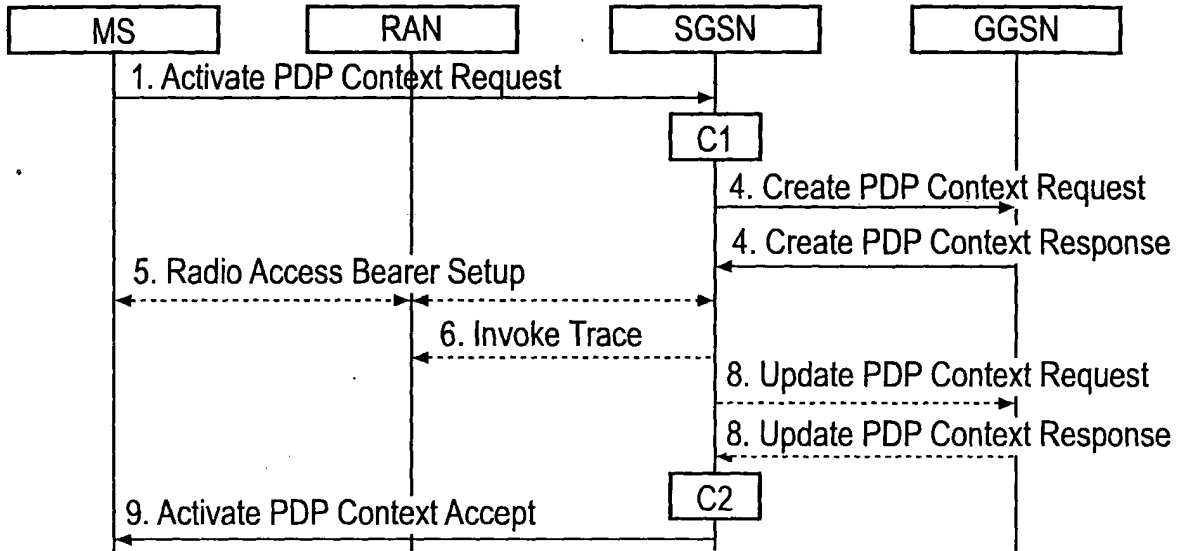 MS
RAN
SGSN
GGSN
1. Activate PDP Context Request
C1
4. Create PDP Context Request
4. Create PDP Context Response
5. Radio Access Bearer Setup
6. Invoke Trace
8. Update PDP Context Request
8. Update PDP Context Response
C2
9. Activate PDP Context Accept